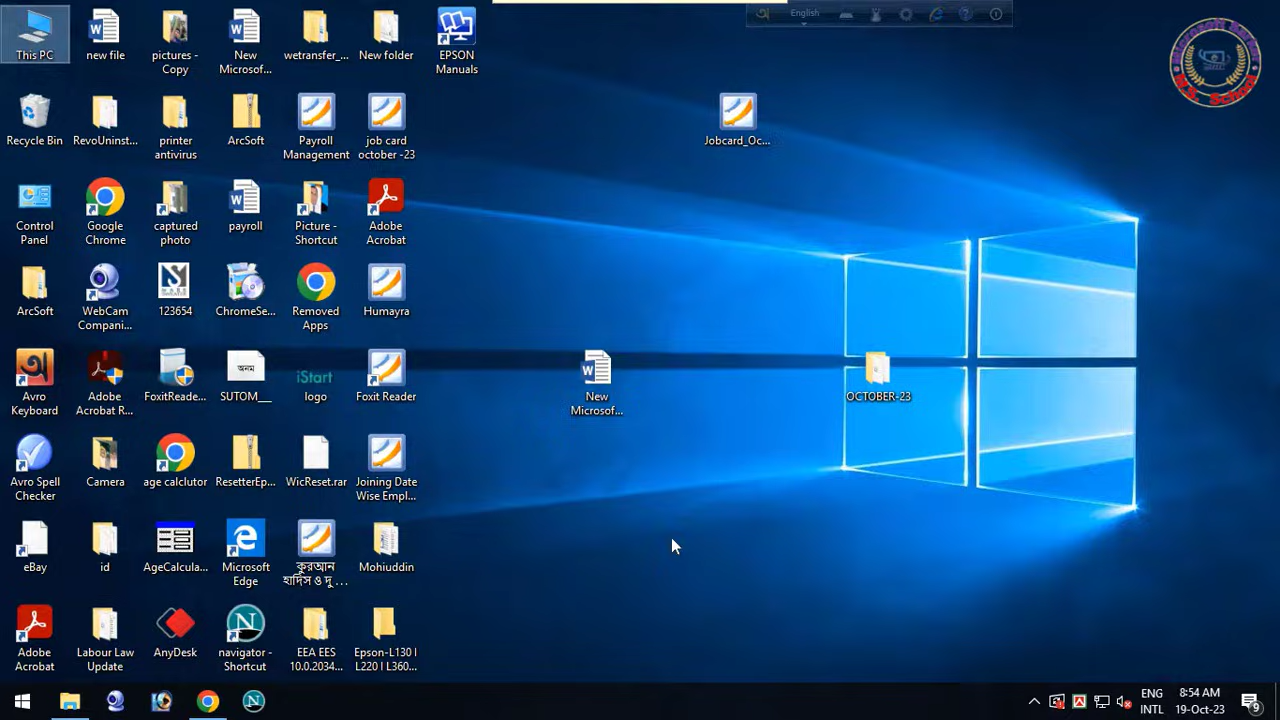 English
This PC
new file
pictures -
Copy
New
Microsof...
wetransfer_...
New folder
EPSON
Manuals
M.S. School
Recycle Bin
RevoUninst...
printer
antivirus
ArcSoft
Payroll
Management
job card
october -23
Jobcard_Oc...
Control
Panel
Google
Chrome
captured
photo
payroll
Picture -
Shortcut
Adobe
Acrobat
ArcSoft
WebCam
Compani...
123654
ChromeSe...
Removed
Apps
Humayra
Avro
Keyboard
Adobe
Acrobat R...
FoxitReade...
অনম
SUTOM__
iStart
logo
Foxit Reader
New
Microsof...
OCTOBER-23
Avro Spell
Checker
Camera
age calclutor
ResetterEp...
WicReset.rar
Joining Date
Wise Empl...
eBay
id
AgeCalcula...
Microsoft
Edge
কুরআন
হাদিস ও দু ...
Mohiuddin
Adobe
Acrobat
Labour Law
Update
AnyDesk
navigator -
Shortcut
EEA EES
10.0.2034...
Epson-L130 l
L220 l L360...
ENG
INTL
8:54 AM
19-Oct-23
9